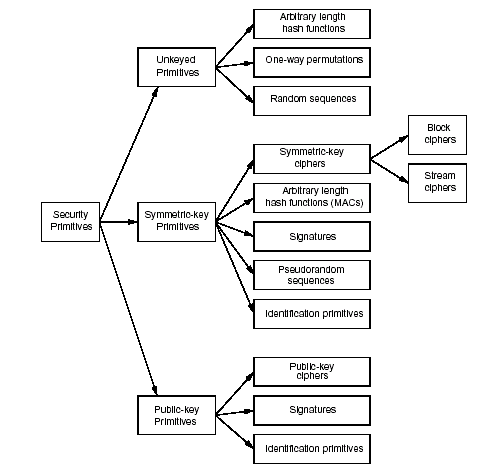 Arbitrary length
hash functions
Unkeyed
Primitives
One-way permutations
Random sequences
Block
ciphers
Symmetric-key
ciphers
Stream
ciphers
Arbitrary length
hash functions (MACs)
Security
Primitives
Symmetric-key
Primitives
Signatures
Pseudorandom
sequences
Identification primitives
Public-key
ciphers
Public-key
Primitives
Signatures
Identification primitives